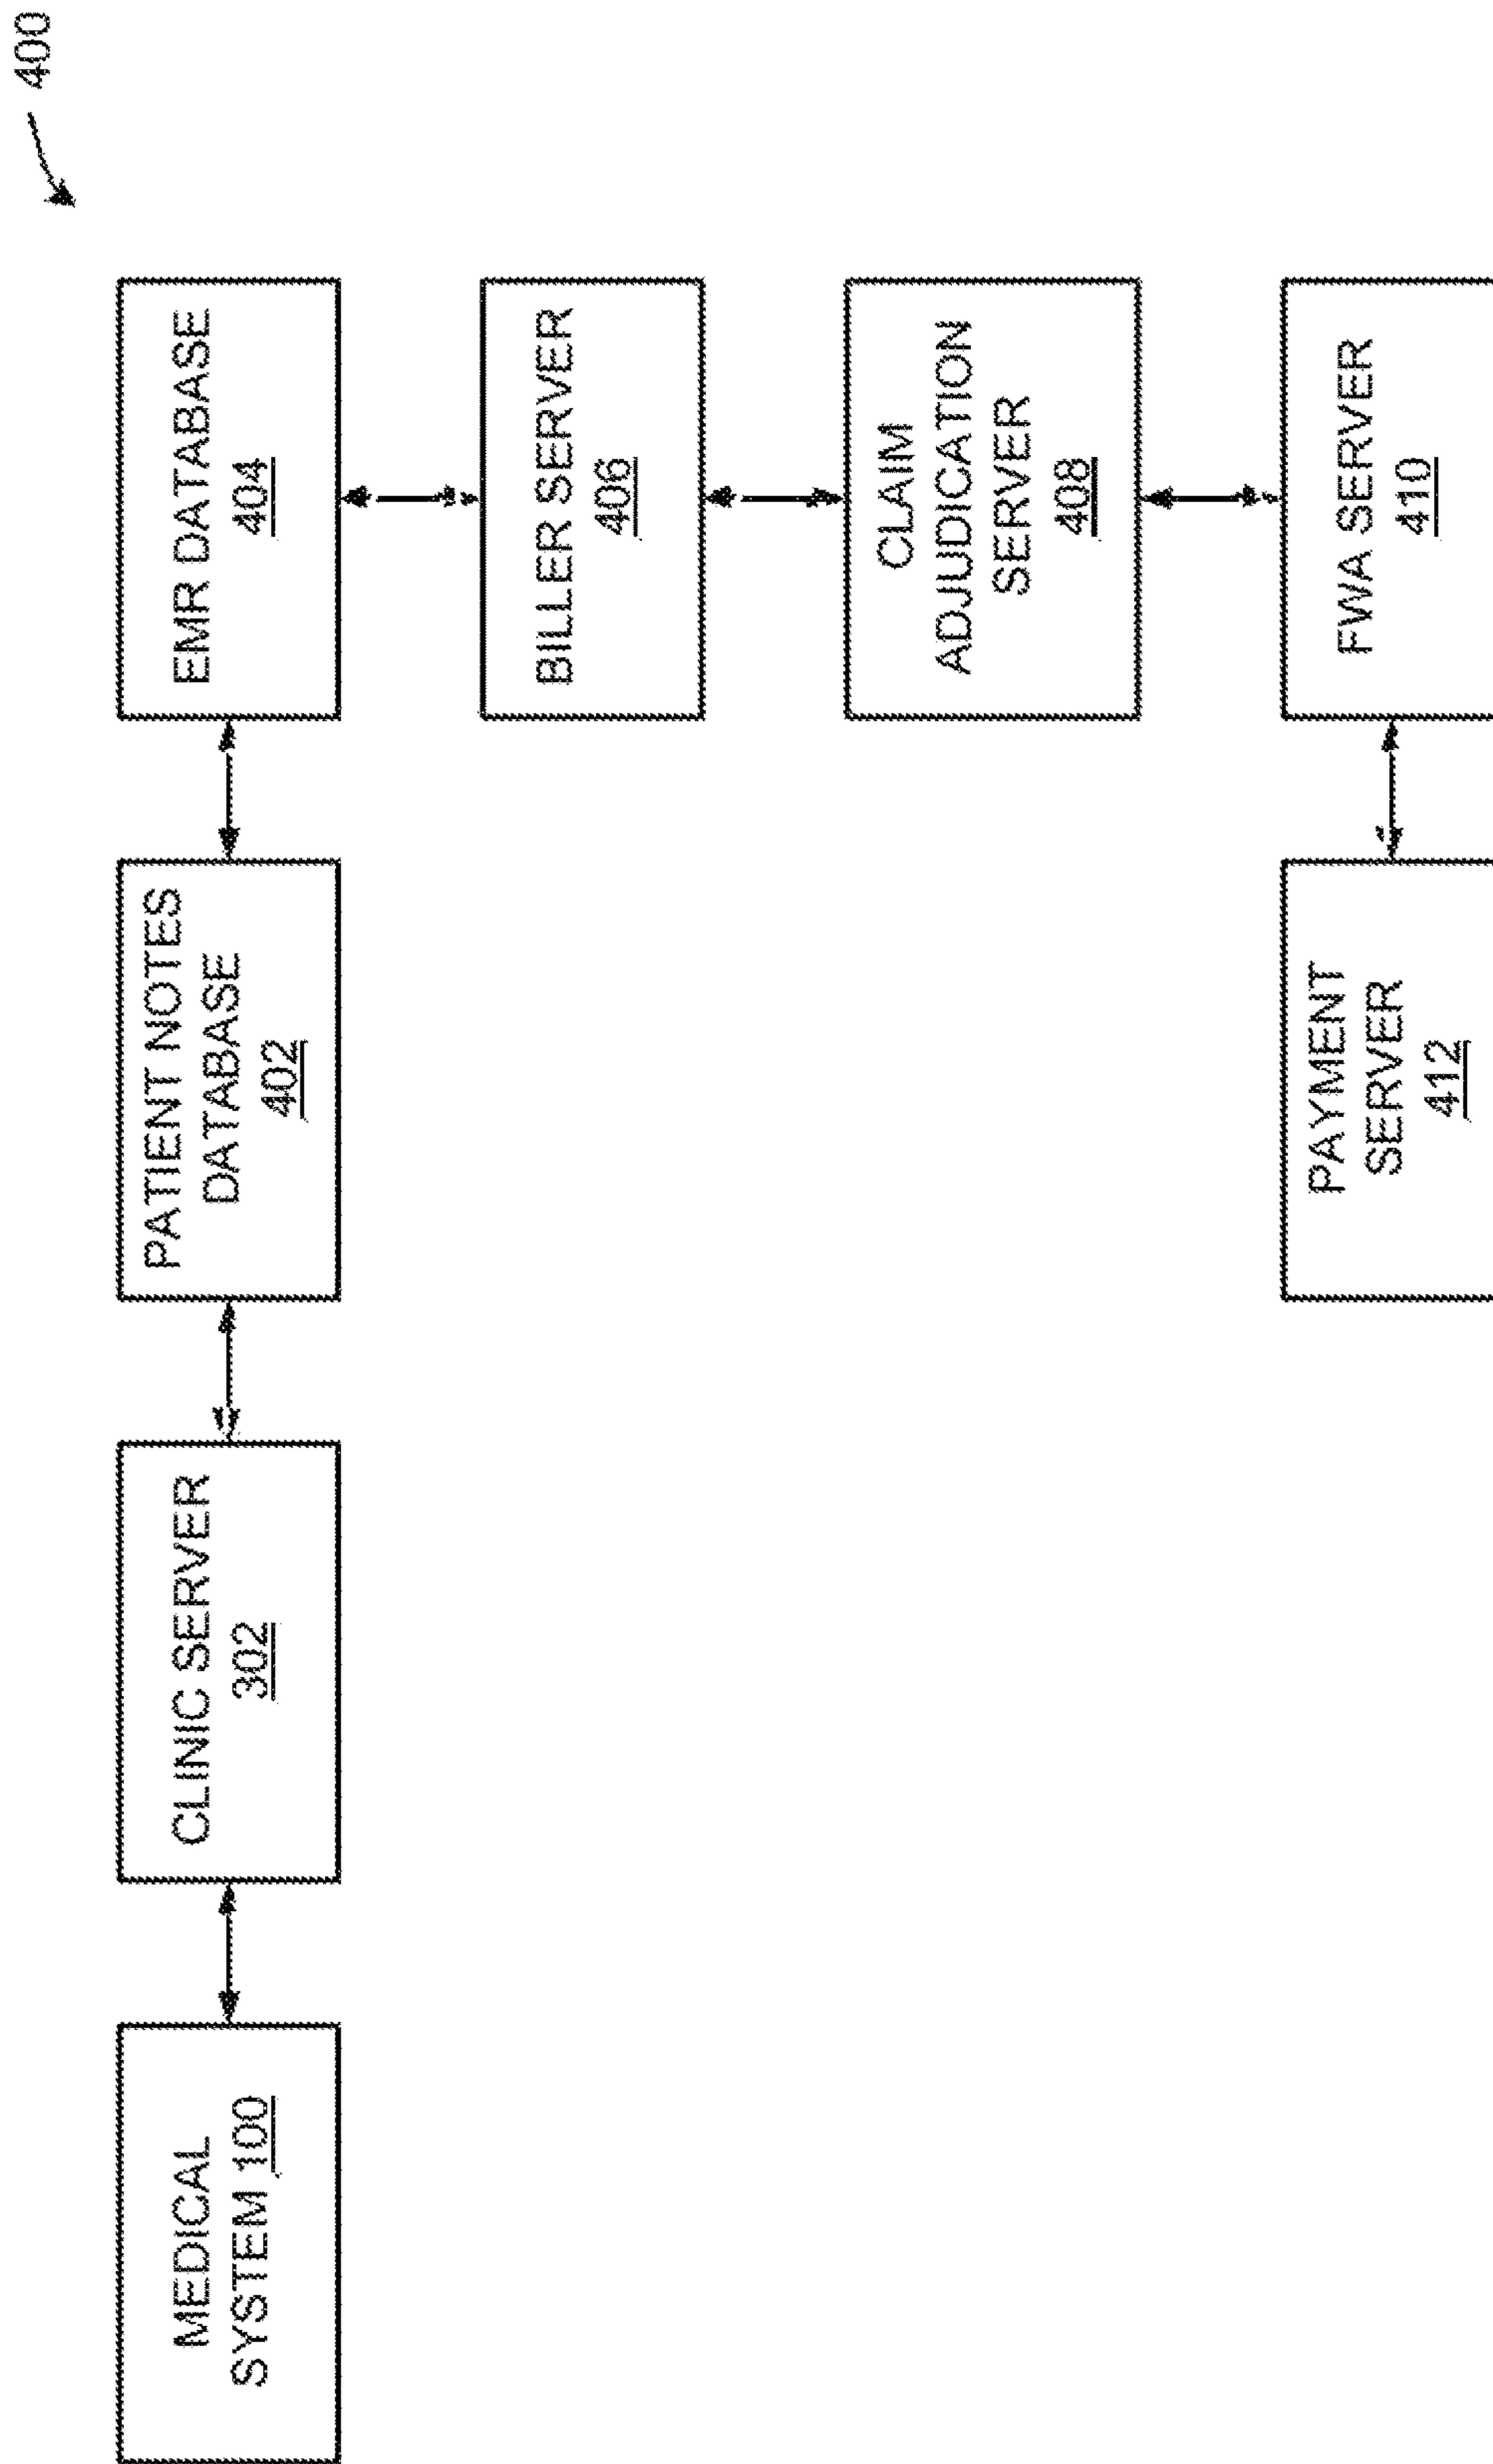 400
MEDICAL
SYSTEM 100
CLINIC SERVER
302
PATIENT NOTES
DATABASE
402
EMR DATABASE
404
BILLER SERVER
406
CLAIM
ADJUDICATION
SERVER
408
PAYMENT
SERVER
412
FWA SERVER
410